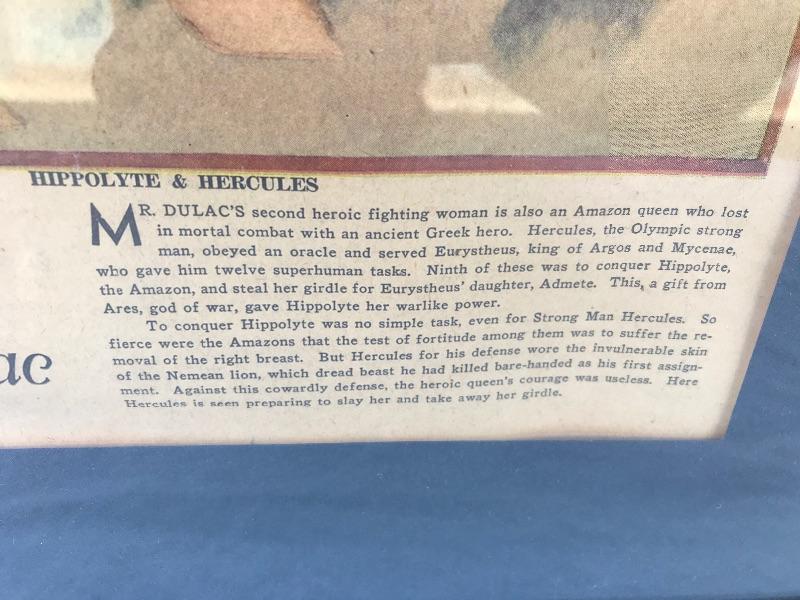 HIPPOLYTE & HERCULES
MR. DULAC'S second heroic fighting woman is also an Amazon queen who lost
in mortal combat with an ancient Greek hero. Hercules, the Olympic strong
man, obeyed an oracle and served Eurystheus, king of Argos and Mycenae,
who gave him twelve superhuman tasks. Ninth of these was to conquer Hippolyte,
the Amazon, and steal her girdle for Eurystheus' daughter, Admete. This, a gift from
Ares, god of war, gave Hippolyte her warlike power.
To conquer Hippolyte was no simple task, even for Strong Man Hercules. So
fierce were the Amazons that the test of fortitude among them was to suffer the re-
moval of the right breast. But Hercules for his defense wore the invulnerable skin
of the Nemean lion, which dread beast he had killed bare-handed as his first assign-
ment. Against this cowardly defense, the heroic queen's courage was useless. Here
Hercules is seen preparing to slay her and take away her girdle.
ac